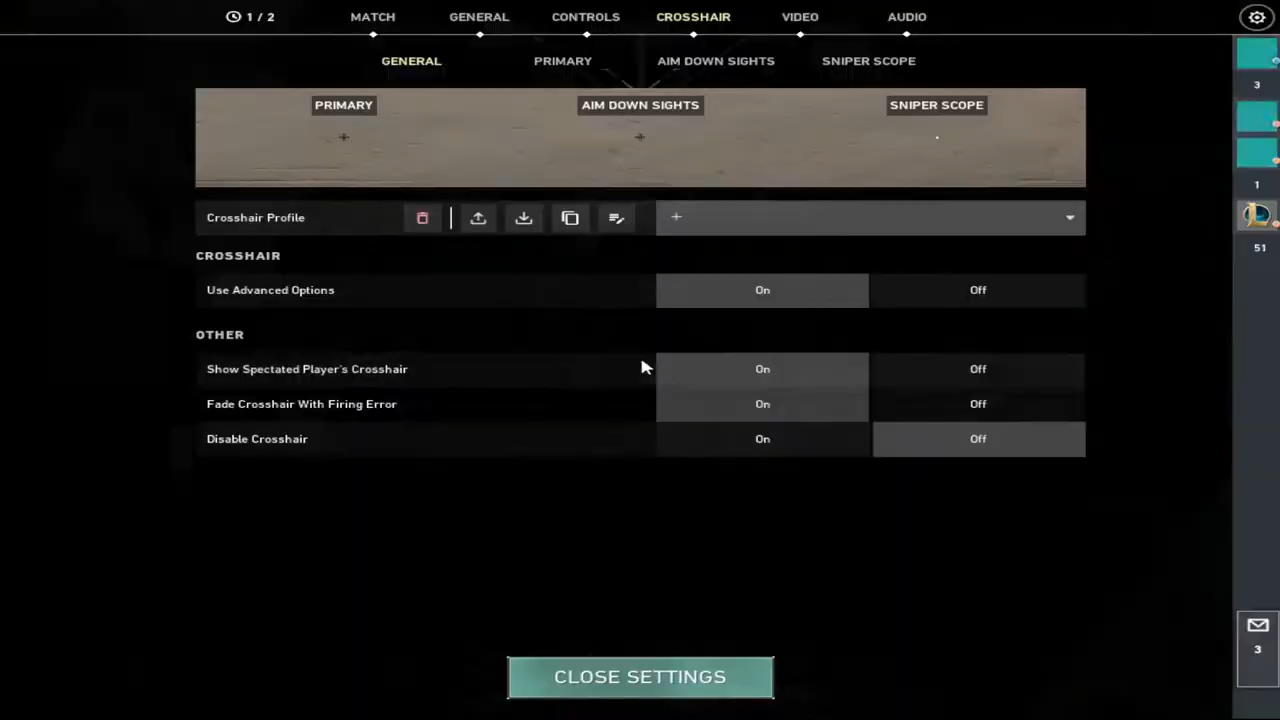 1 / 2
MATCH
GENERAL
CONTROLS
CROSSHAIR
VIDEO
AUDIO
GENERAL
PRIMARY
AIM DOWN SIGHTS
SNIPER SCOPE
PRIMARY
AIM DOWN SIGHTS
SNIPER SCOPE
Crosshair Profile
CROSSHAIR
Use Advanced Options
On
Off
OTHER
Show Spectated Player's Crosshair
On
Off
Fade Crosshair With Firing Error
On
Off
Disable Crosshair
On
Off
CLOSE SETTINGS
3
1
51
3